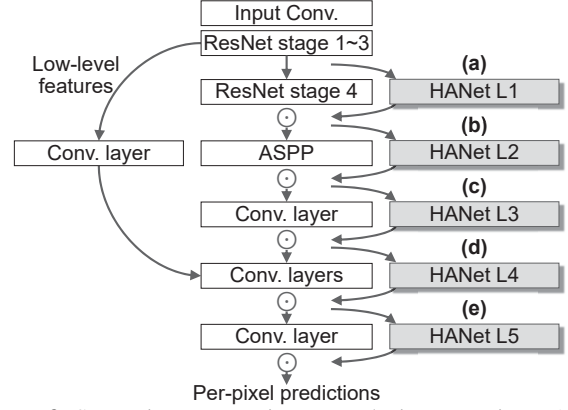 Input Conv.
ResNet stage 1~3
Low-level
features
(a)
ResNet stage 4
HANet L1
(b)
Conv. layer
ASPP
HANet L2
(c)
Conv. layer
HANet L3
(d)
Conv. layers
HANet L4
(e)
Conv. layer
HANet L5
Per-pixel predictions